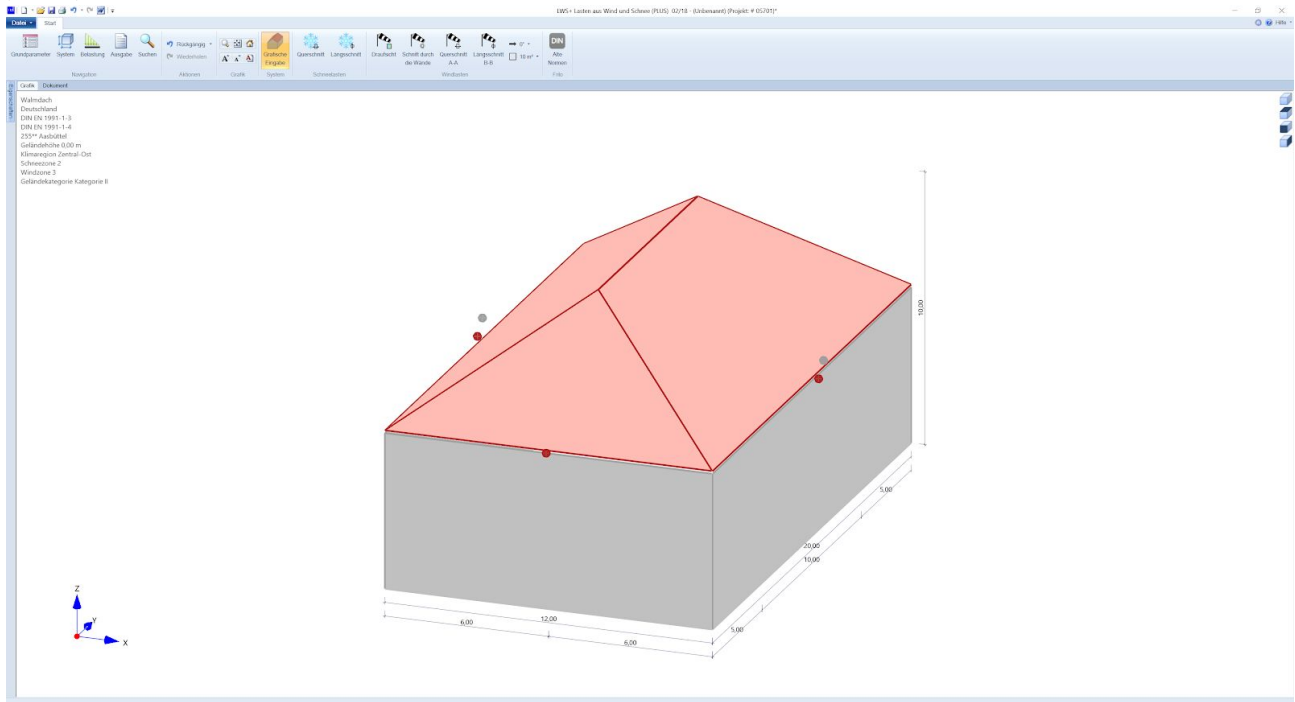 LWS+ Lasten aus Wind und Schnee (PLUS) 02/18 - (Unbenannt) (Projekt: # 05701)*
Datei Start Hilfe
Grundparameter System Belastung Ausgabe Suchen
Rückgängig
Wiederholen
Grafische Eingabe
Querschnitt Längsschnitt
Draufsicht Schnitt durch die Wände Querschnitt A-A Längsschnitt B-B
0°
10 m²
DIN
Alte Normen
Navigation Aktionen Grafik System Schneelasten Windlasten
Grafik Dokument
Eigenschaften
Walmdach
Deutschland
DIN EN 1991-1-3
DIN EN 1991-1-4
255** Aasbüttel
Geländehöhe 0.00 m
Klimaregion Zentral-Ost
Schneezone 2
Windzone 3
Geländekategorie Kategorie II
10,00
5,00
20,00
10,00
5,00
12,00
6,00
6,00
Z
Y
X